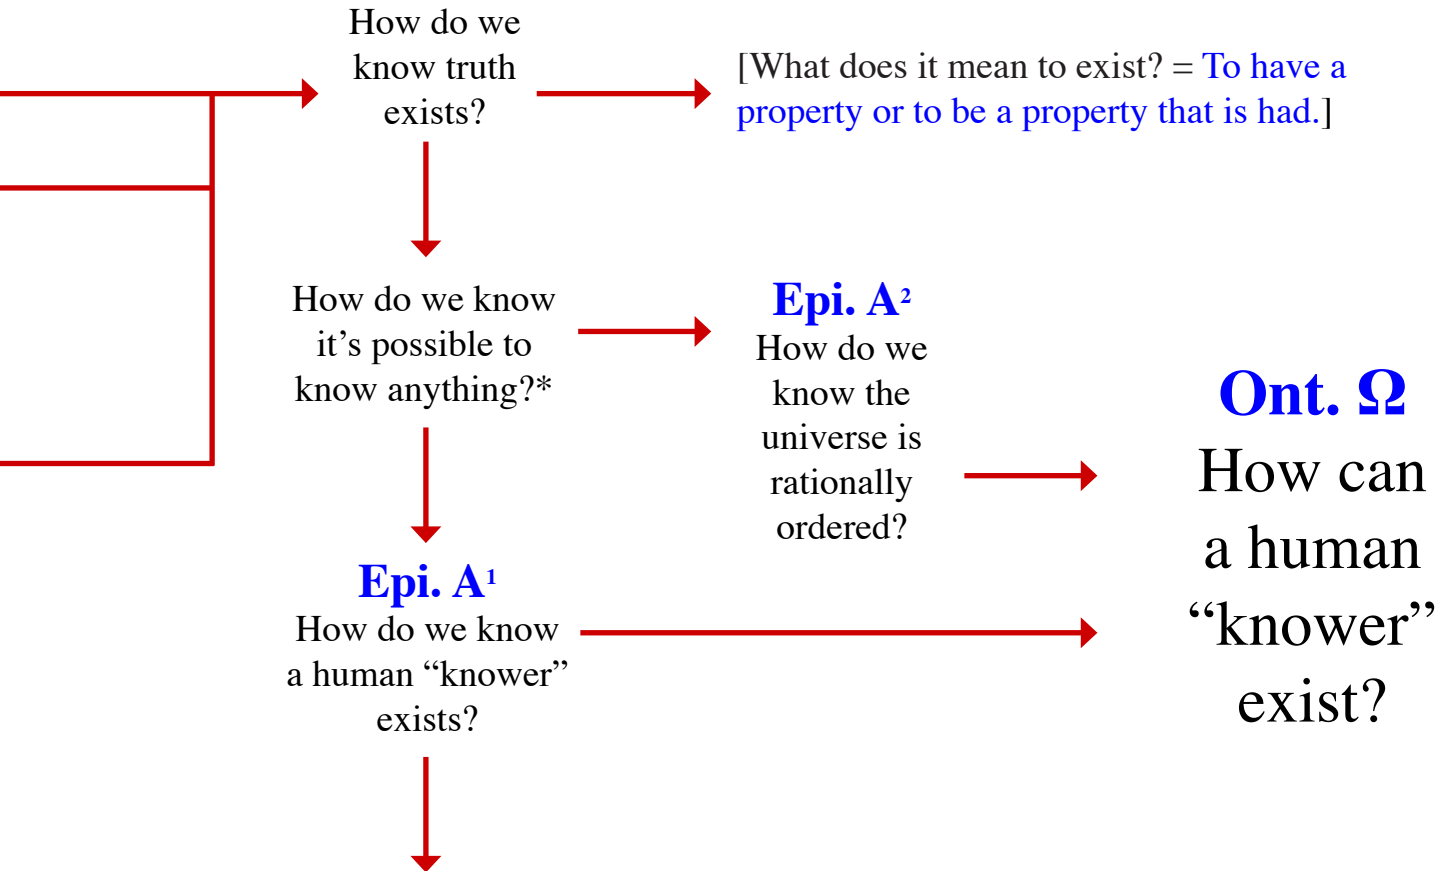 How do we
know truth
exists?
[What does it mean to exist? = To have a
property or to be a property that is had.]
How do we know
it’s possible to
know anything?*
Epi. A²
How do we
know the
universe is
rationally
ordered?
Epi. A¹
How do we know
a human “knower”
exists?
Ont. Ω
How can
a human
“knower”
exist?